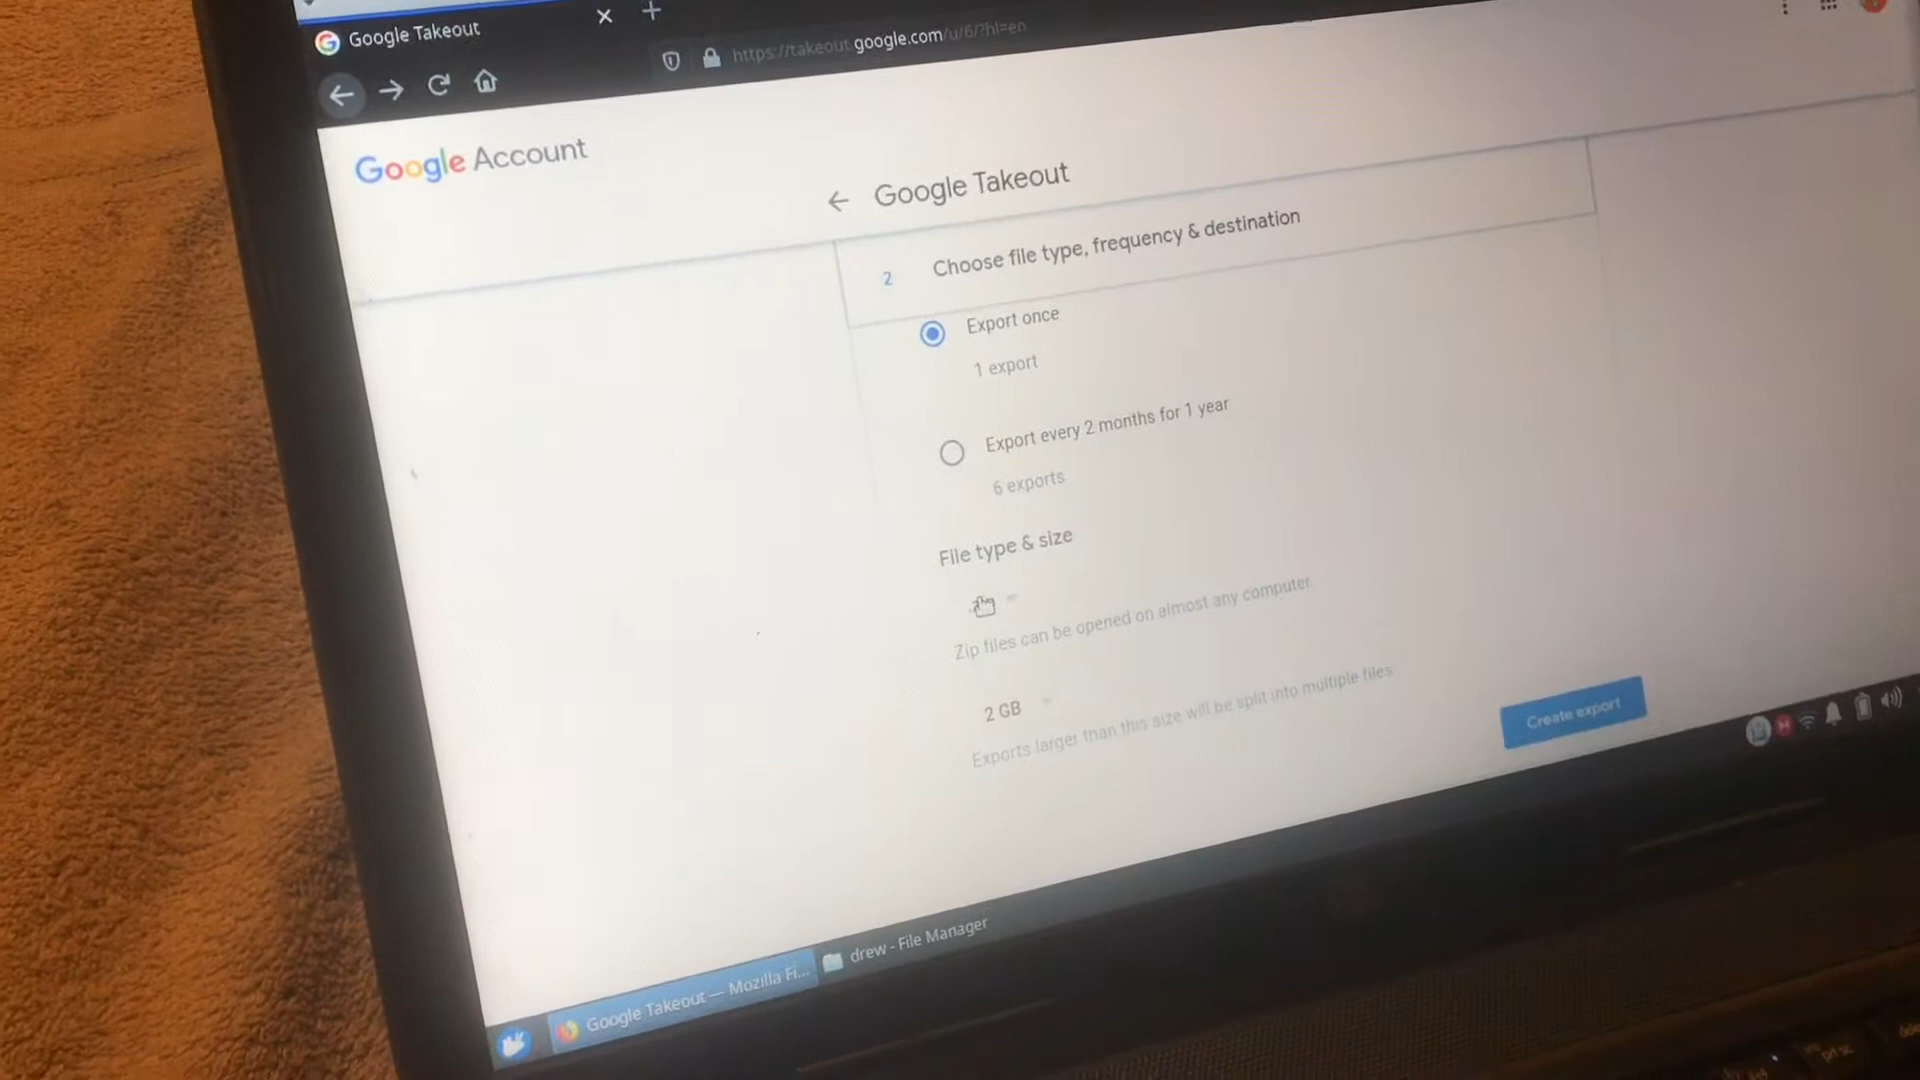 Google Takeout
https://takeout.google.com/u/6/?hl=en
Google Account
Google Takeout
2 Choose file type, frequency & destination
Export once
1 export
Export every 2 months for 1 year
6 exports
File type & size
Zip files can be opened on almost any computer
2 GB
Exports larger than this size will be split into multiple files
Create export
Google Takeout — Mozilla Fi...
drew - File Manager
prt sc